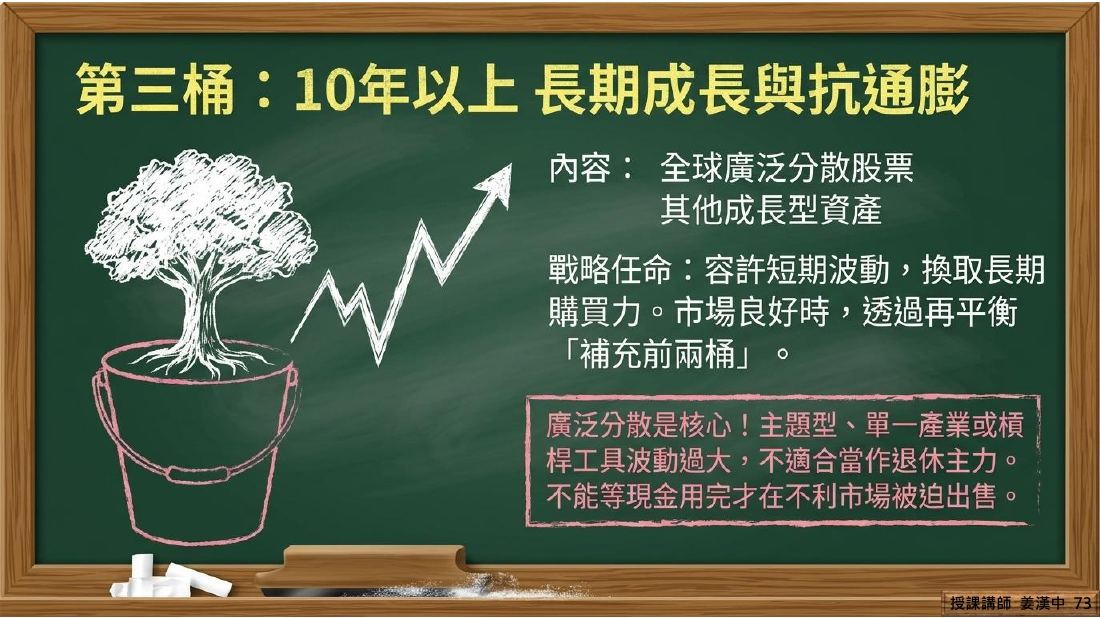 第三桶：10年以上 長期成長與抗通膨
內容： 全球廣泛分散股票
其他成長型資產
戰略任命：容許短期波動，換取長期
購買力。市場良好時，透過再平衡
「補充前兩桶」。
廣泛分散是核心！主題型、單一產業或槓
桿工具波動過大，不適合當作退休主力。
不能等現金用完才在不利市場被迫出售。
授課講師 姜漢中 73